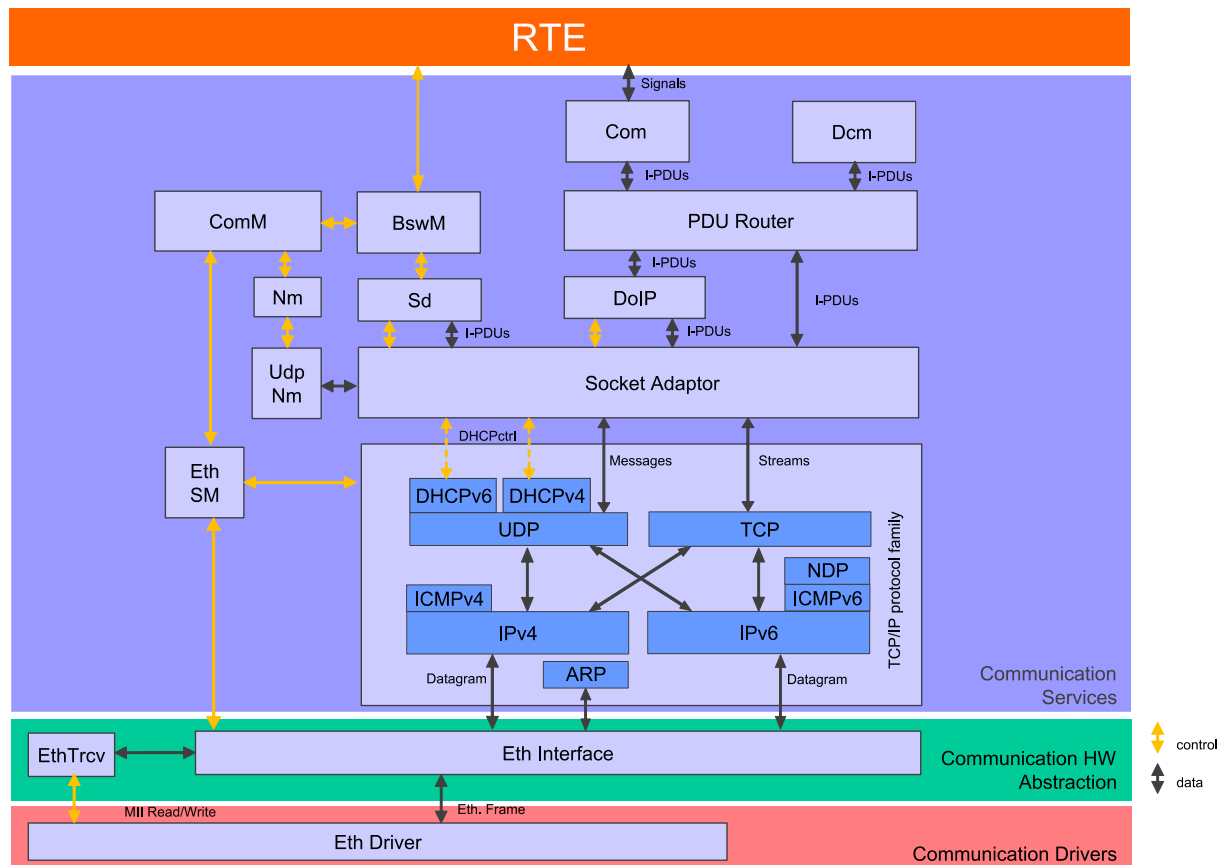 RTE
Signals
Com
Dcm
I-PDUs
I-PDUs
ComM
BswM
PDU Router
I-PDUs
Nm
Sd
DoIP
I-PDUs
I-PDUs
I-PDUs
Udp
Nm
Socket Adaptor
DHCPctrl
Messages
Streams
Eth
SM
DHCPv6
DHCPv4
UDP
TCP
NDP
ICMPv4
ICMPv6
IPv4
IPv6
TCP/IP protocol family
ARP
Datagram
Datagram
Communication
Services
EthTrcv
Eth Interface
Communication HW
Abstraction
control
data
MII Read/Write
Eth. Frame
Eth Driver
Communication Drivers